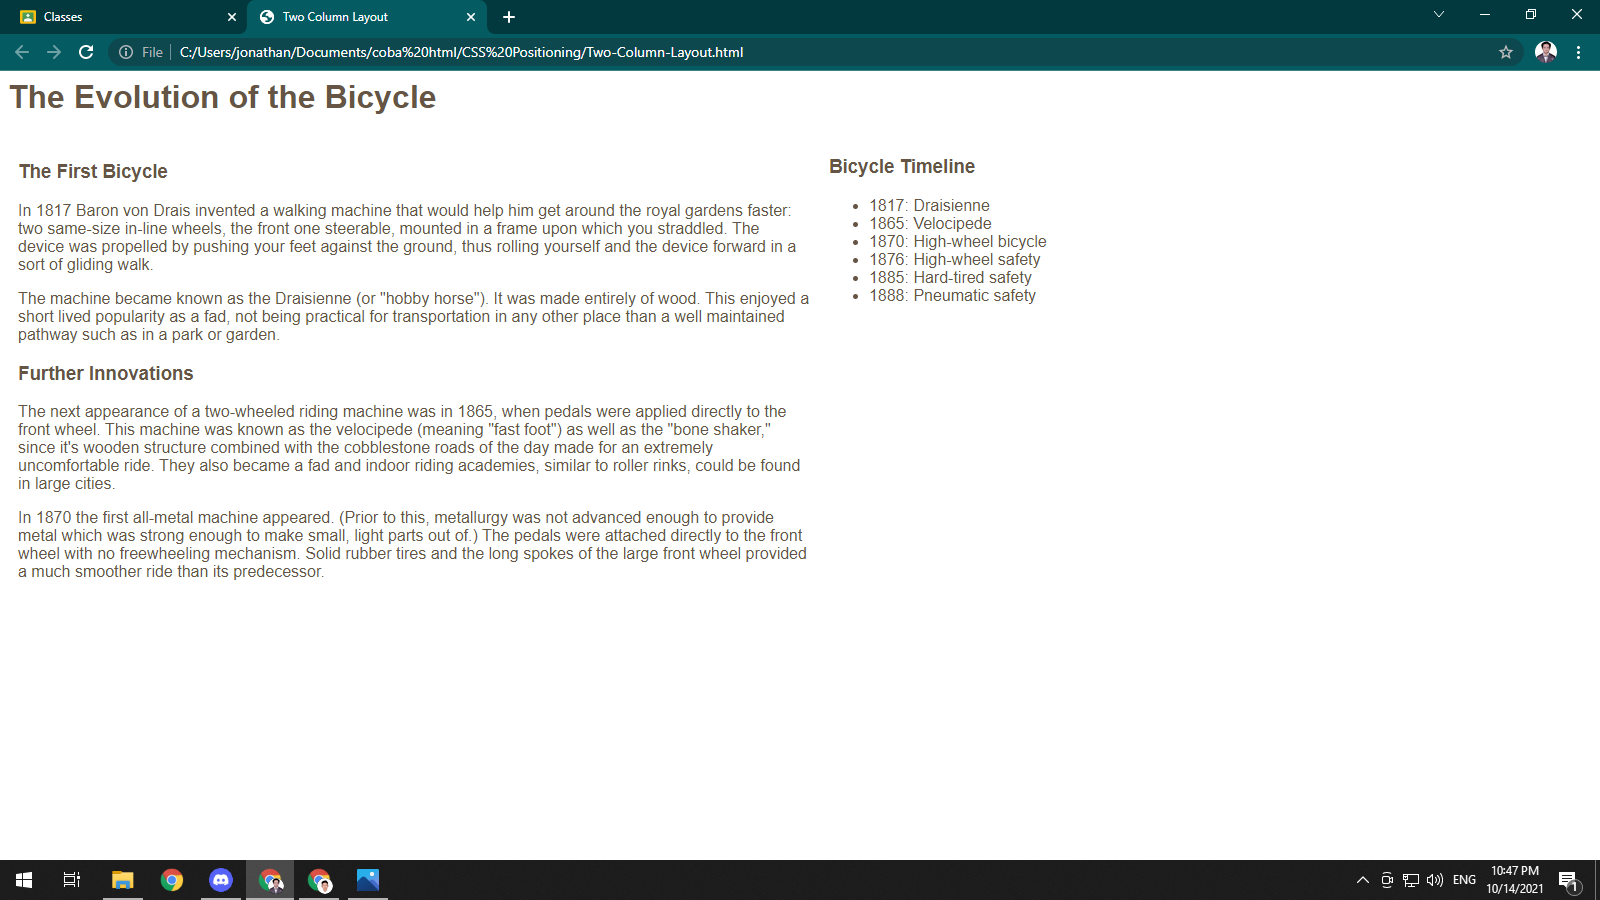 Classes
Two Column Layout
File
C:/Users/jonathan/Documents/coba%20html/CSS%20Positioning/Two-Column-Layout.html
The Evolution of the Bicycle
The First Bicycle
In 1817 Baron von Drais invented a walking machine that would help him get around the royal gardens faster:
two same-size in-line wheels, the front one steerable, mounted in a frame upon which you straddled. The
device was propelled by pushing your feet against the ground, thus rolling yourself and the device forward in a
sort of gliding walk.
The machine became known as the Draisienne (or "hobby horse"). It was made entirely of wood. This enjoyed a
short lived popularity as a fad, not being practical for transportation in any other place than a well maintained
pathway such as in a park or garden.
Further Innovations
The next appearance of a two-wheeled riding machine was in 1865, when pedals were applied directly to the
front wheel. This machine was known as the velocipede (meaning "fast foot") as well as the "bone shaker,"
since it's wooden structure combined with the cobblestone roads of the day made for an extremely
uncomfortable ride. They also became a fad and indoor riding academies, similar to roller rinks, could be found
in large cities.
In 1870 the first all-metal machine appeared. (Prior to this, metallurgy was not advanced enough to provide
metal which was strong enough to make small, light parts out of.) The pedals were attached directly to the front
wheel with no freewheeling mechanism. Solid rubber tires and the long spokes of the large front wheel provided
a much smoother ride than its predecessor.
Bicycle Timeline
1817: Draisienne
1865: Velocipede
1870: High-wheel bicycle
1876: High-wheel safety
1885: Hard-tired safety
1888: Pneumatic safety
ENG
10:47 PM
10/14/2021
1